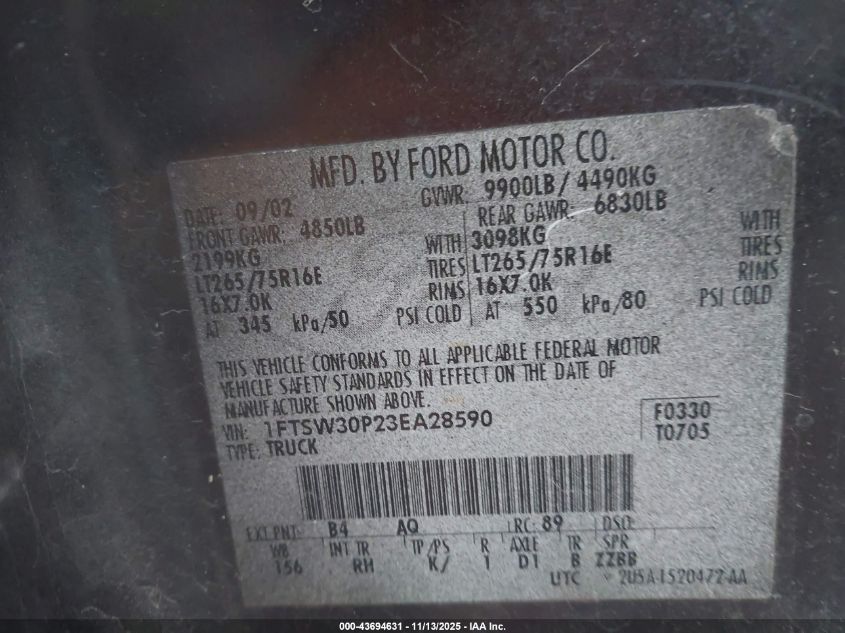 MFD. BY FORD MOTOR CO.
DATE: 09/02 GVWR: 9900LB / 4490KG
FRONT GAWR: 4850LB REAR GAWR: 6830LB
2199KG WITH 3098KG WITH
LT265/75R16E TIRES LT265/75R16E TIRES
16X7.0K RIMS 16X7.0K RIMS
AT 345 kPa/50 PSI COLD AT 550 kPa/80 PSI COLD
THIS VEHICLE CONFORMS TO ALL APPLICABLE FEDERAL MOTOR
VEHICLE SAFETY STANDARDS IN EFFECT ON THE DATE OF
MANUFACTURE SHOWN ABOVE.
VIN: 1FTSW30P23EA28590 F0330
TYPE: TRUCK T0705
EXT PNT: B4 AQ RC: 89 DSO:
WB INT TR TP/PS R AXLE TR SPR
156 RH K/ 1 D1 B ZZBB
UTC 2U5A-1520472-AA
000-43694631 - 11/13/2025 - IAA Inc.